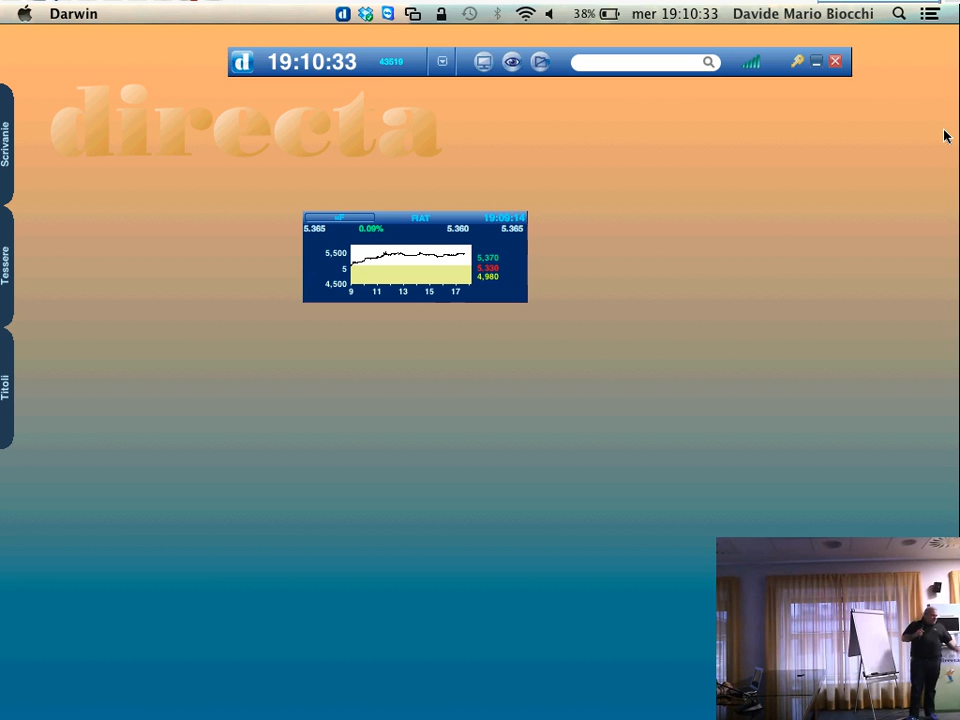 Darwin
38%
mer 19:10:33
Davide Mario Biocchi
d
19:10:33
43519
directa
Scrivanie
Tessere
Titoli
FIAT
19:09:14
5.365 0.09% 5.360 5.365
5,500
5
4,500
5,370
5.330
4,980
9 11 13 15 17